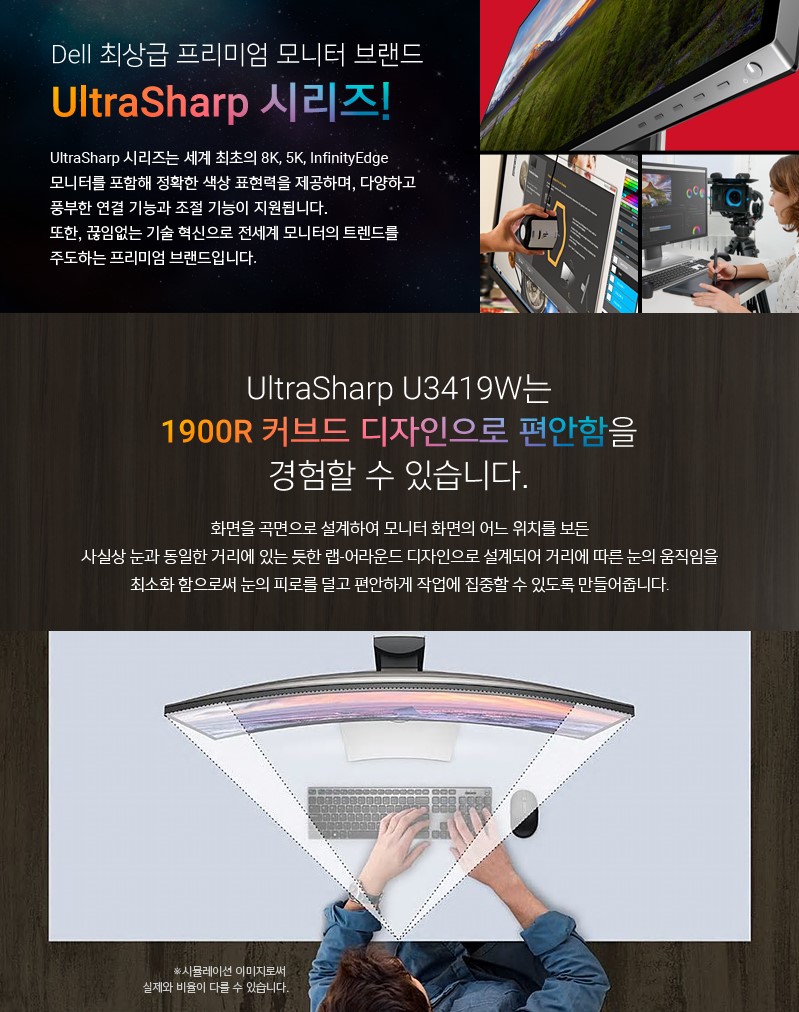 Dell 최상급 프리미엄 모니터 브랜드
UltraSharp 시리즈!
UltraSharp 시리즈는 세계 최초의 8K, 5K, InfinityEdge
모니터를 포함해 정확한 색상 표현력을 제공하며, 다양하고
풍부한 연결 기능과 조절 기능이 지원됩니다.
또한, 끊임없는 기술 혁신으로 전세계 모니터의 트렌드를
주도하는 프리미엄 브랜드입니다.
UltraSharp U3419W는
1900R 커브드 디자인으로 편안함을
경험할 수 있습니다.
화면을 곡면으로 설계하여 모니터 화면의 어느 위치를 보든
사실상 눈과 동일한 거리에 있는 듯한 랩-어라운드 디자인으로 설계되어 거리에 따른 눈의 움직임을
최소화 함으로써 눈의 피로를 덜고 편안하게 작업에 집중할 수 있도록 만들어줍니다.
※시뮬레이션 이미지로써
실제와 비율이 다를 수 있습니다.